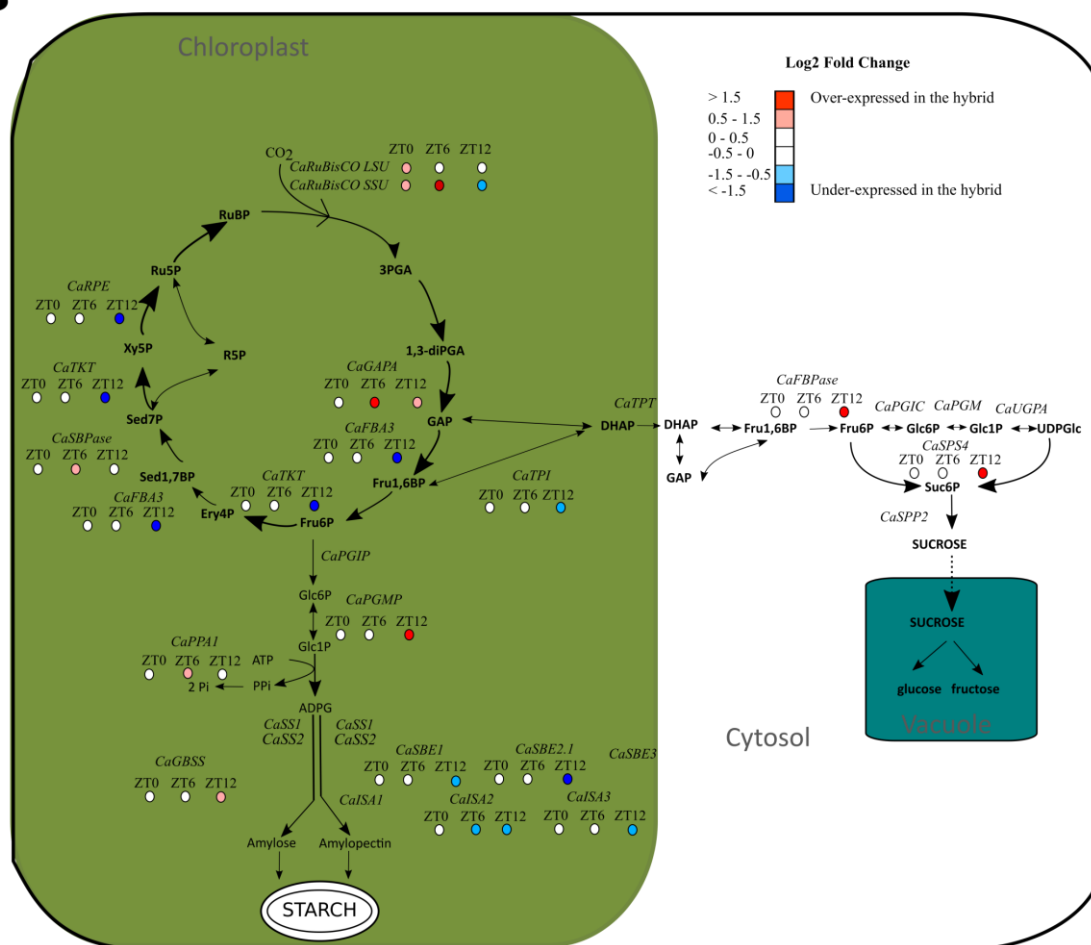 Chloroplast
Log2 Fold Change
> 1.5 Over-expressed in the hybrid
0.5 - 1.5
0 - 0.5
-0.5 - 0
-1.5 - -0.5
< -1.5 Under-expressed in the hybrid
ZT0 ZT6 ZT12
CO2
CaRuBisCO LSU
CaRuBisCO SSU
RuBP
3PGA
Ru5P
CaRPE
ZT0 ZT6 ZT12
Xy5P
R5P
1,3-diPGA
CaTKT
ZT0 ZT6 ZT12
CaGAPA
ZT0 ZT6 ZT12
Sed7P
GAP
CaTPT
DHAP
DHAP
GAP
CaFBPase
ZT0 ZT6 ZT12
Fru1,6BP
Fru6P
CaPGIC
Glc6P
CaPGM
Glc1P
CaUGPA
UDPGlc
CaSBPase
ZT0 ZT6 ZT12
CaFBA3
ZT0 ZT6 ZT12
Sed1,7BP
Fru1,6BP
CaTPI
ZT0 ZT6 ZT12
CaSPS4
ZT0 ZT6 ZT12
Suc6P
CaFBA3
ZT0 ZT6 ZT12
Ery4P
CaTKT
ZT0 ZT6 ZT12
Fru6P
CaSPP2
SUCROSE
CaPGIP
Glc6P
CaPGMP
ZT0 ZT6 ZT12
Glc1P
CaPPA1
ZT0 ZT6 ZT12
ATP
2 Pi
PPi
ADPG
SUCROSE
glucose fructose
Vacuole
Cytosol
CaSS1
CaSS2
CaSS1
CaSS2
CaGBSS
ZT0 ZT6 ZT12
CaSBE1
ZT0 ZT6 ZT12
CaSBE2.1
ZT0 ZT6 ZT12
CaSBE3
CaISA1
CaISA2
ZT0 ZT6 ZT12
CaISA3
ZT0 ZT6 ZT12
Amylose
Amylopectin
STARCH